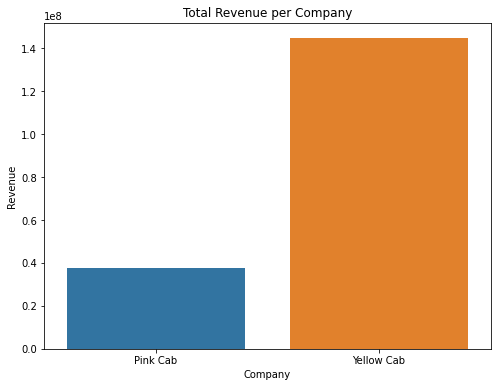 Total Revenue per Company
1e8
1.4
1.2
1.0
0.8
0.6
0.4
0.2
0.0
Revenue
Pink Cab
Yellow Cab
Company